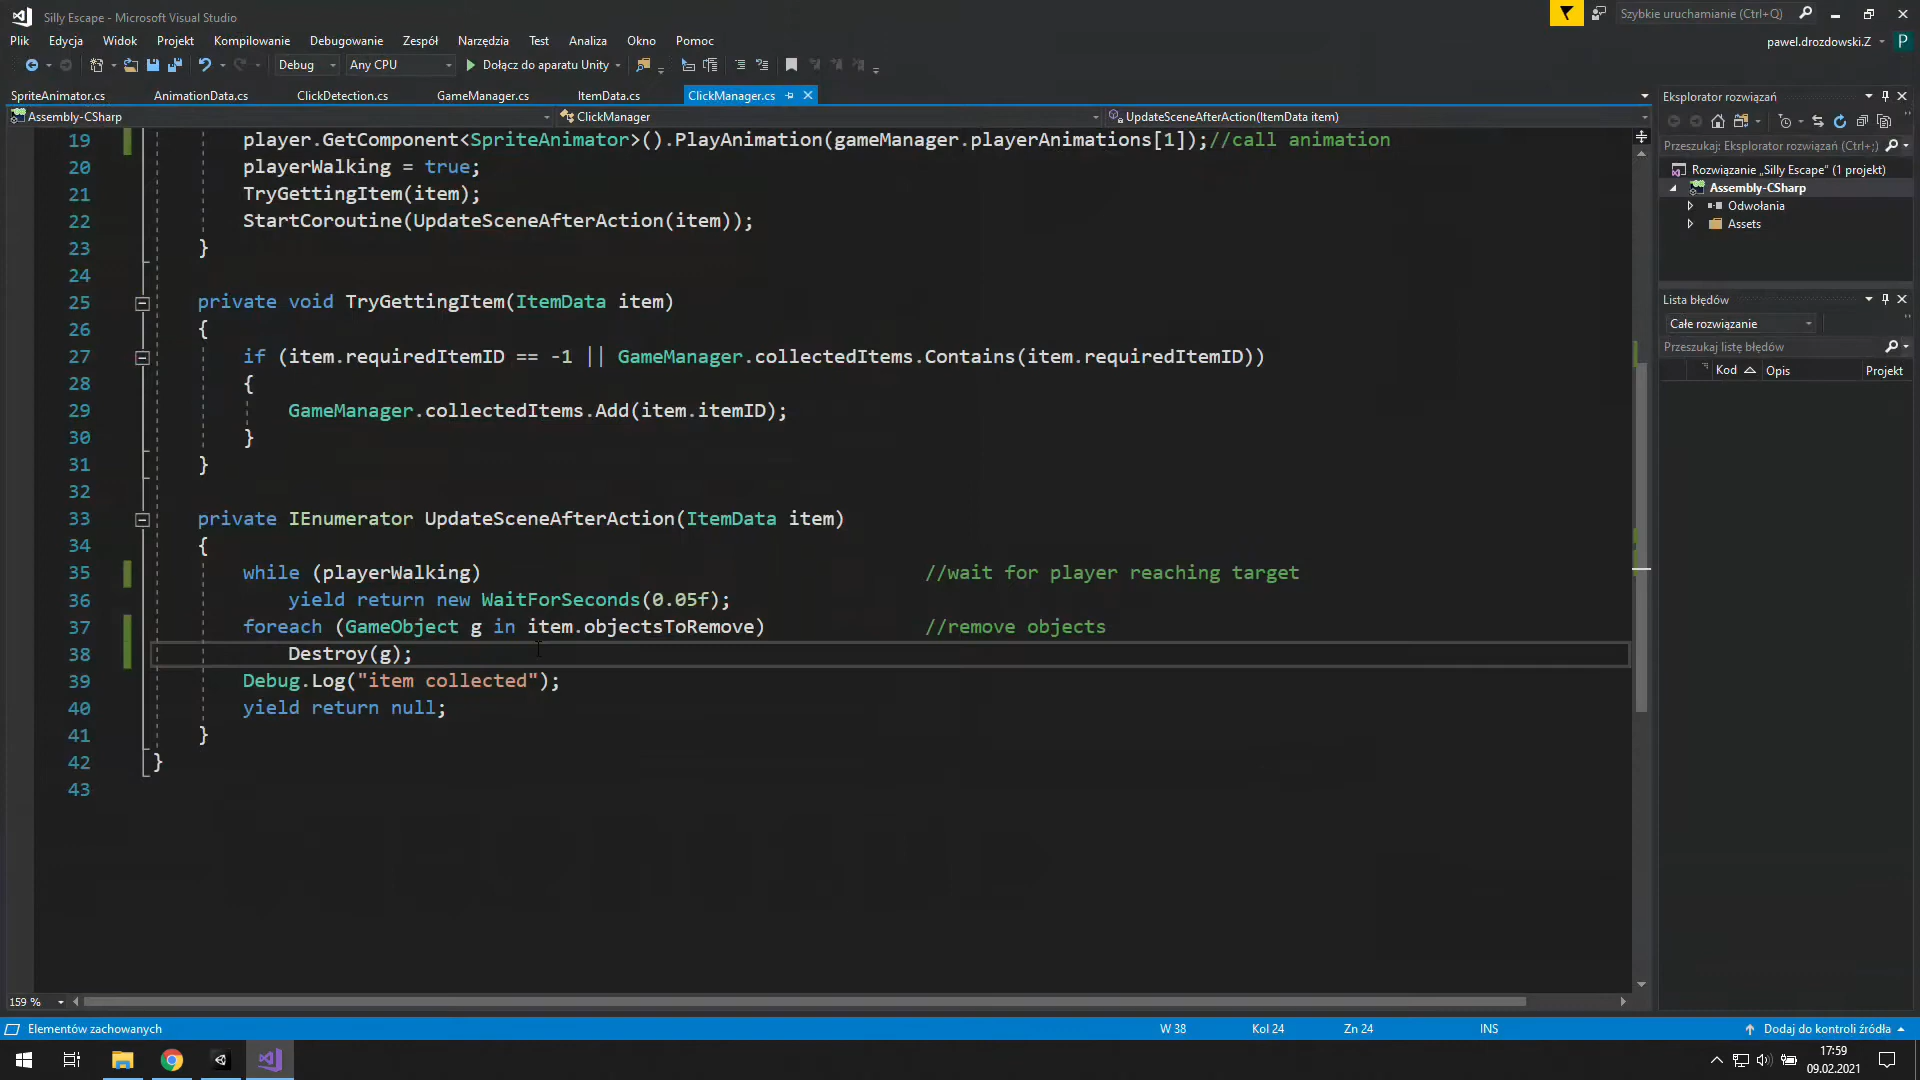 Silly Escape - Microsoft Visual Studio
Szybkie uruchamianie (Ctrl+Q)
Plik Edycja Widok Projekt Kompilowanie Debugowanie Zespół Narzędzia Test Analiza Okno Pomoc
pawel.drozdowski.Z P
Debug Any CPU Dołącz do aparatu Unity
SpriteAnimator.cs AnimationData.cs ClickDetection.cs GameManager.cs ItemData.cs ClickManager.cs
Assembly-CSharp ClickManager UpdateSceneAfterAction(ItemData item)
19 player.GetComponent<SpriteAnimator>().PlayAnimation(gameManager.playerAnimations[1]);//call animation
20 playerWalking = true;
21 TryGettingItem(item);
22 StartCoroutine(UpdateSceneAfterAction(item));
23 }
24
25 private void TryGettingItem(ItemData item)
26 {
27 if (item.requiredItemID == -1 || GameManager.collectedItems.Contains(item.requiredItemID))
28 {
29 GameManager.collectedItems.Add(item.itemID);
30 }
31 }
32
33 private IEnumerator UpdateSceneAfterAction(ItemData item)
34 {
35 while (playerWalking) //wait for player reaching target
36 yield return new WaitForSeconds(0.05f);
37 foreach (GameObject g in item.objectsToRemove) //remove objects
38 Destroy(g);
39 Debug.Log("item collected");
40 yield return null;
41 }
42 }
43
159 %
Eksplorator rozwiązań
Przeszukaj: Eksplorator rozwiązań (Ctrl+;)
Rozwiązanie „Silly Escape” (1 projekt)
Assembly-CSharp
Odwołania
Assets
Lista błędów
Całe rozwiązanie
Przeszukaj listę błędów
Kod Opis Projekt
Elementów zachowanych W 38 Kol 24 Zn 24 INS Dodaj do kontroli źródła
17:59
09.02.2021